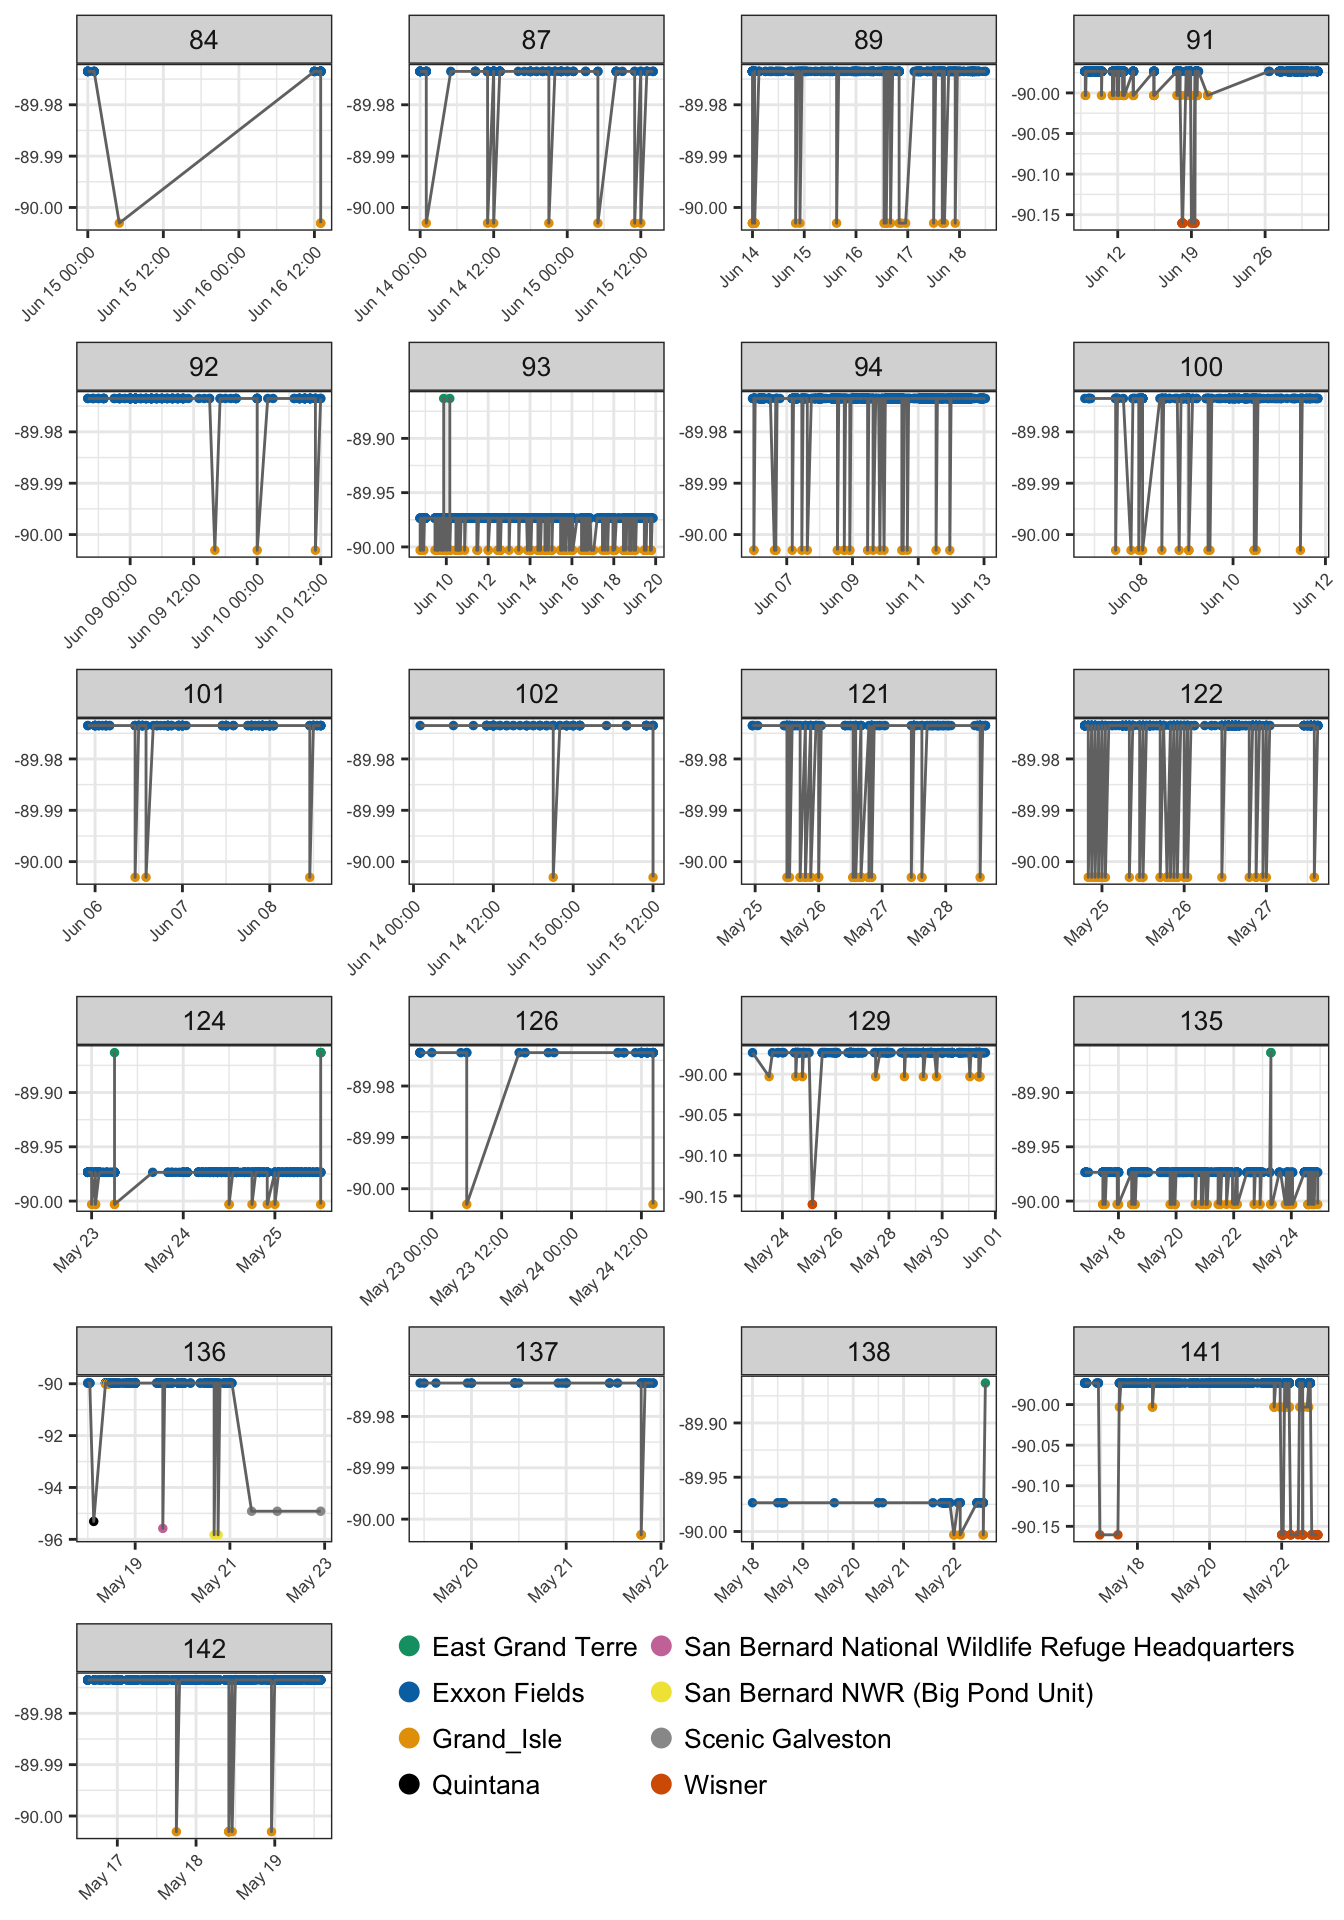 84 87 89 91
-89.98 -89.98 -89.98 -90.00
-90.05
-89.99 -89.99 -89.99 -90.10
-90.00 -90.00 -90.00 -90.15
Jun 15 00:00 Jun 15 12:00 Jun 16 00:00 Jun 16 12:00 Jun 14 00:00 Jun 14 12:00 Jun 15 00:00 Jun 15 12:00 Jun 14 Jun 15 Jun 16 Jun 17 Jun 18 Jun 12 Jun 19 Jun 26
92 93 94 100
-89.98 -89.90 -89.98 -89.98
-89.99 -89.95 -89.99 -89.99
-90.00 -90.00 -90.00 -90.00
Jun 09 00:00 Jun 09 12:00 Jun 10 00:00 Jun 10 12:00 Jun 10 Jun 12 Jun 14 Jun 16 Jun 18 Jun 20 Jun 07 Jun 09 Jun 11 Jun 13 Jun 08 Jun 10 Jun 12
101 102 121 122
-89.98 -89.98 -89.98 -89.98
-89.99 -89.99 -89.99 -89.99
-90.00 -90.00 -90.00 -90.00
Jun 06 Jun 07 Jun 08 Jun 14 00:00 Jun 14 12:00 Jun 15 00:00 Jun 15 12:00 May 25 May 26 May 27 May 28 May 25 May 26 May 27
124 126 129 135
-89.90 -89.98 -90.00 -89.90
-90.05
-89.95 -89.99 -90.10 -89.95
-90.00 -90.00 -90.15 -90.00
May 23 May 24 May 25 May 23 00:00 May 23 12:00 May 24 00:00 May 24 12:00 May 24 May 26 May 28 May 30 Jun 01 May 18 May 20 May 22 May 24
136 137 138 141
-90 -89.98 -89.90 -90.00
-92 -90.05
-94 -89.99 -89.95 -90.10
-96 -90.00 -90.00 -90.15
May 19 May 21 May 23 May 20 May 21 May 22 May 18 May 19 May 20 May 21 May 22 May 18 May 20 May 22
142
-89.98
-89.99
-90.00
May 17 May 18 May 19
East Grand Terre San Bernard National Wildlife Refuge Headquarters
Exxon Fields San Bernard NWR (Big Pond Unit)
Grand_Isle Scenic Galveston
Quintana Wisner